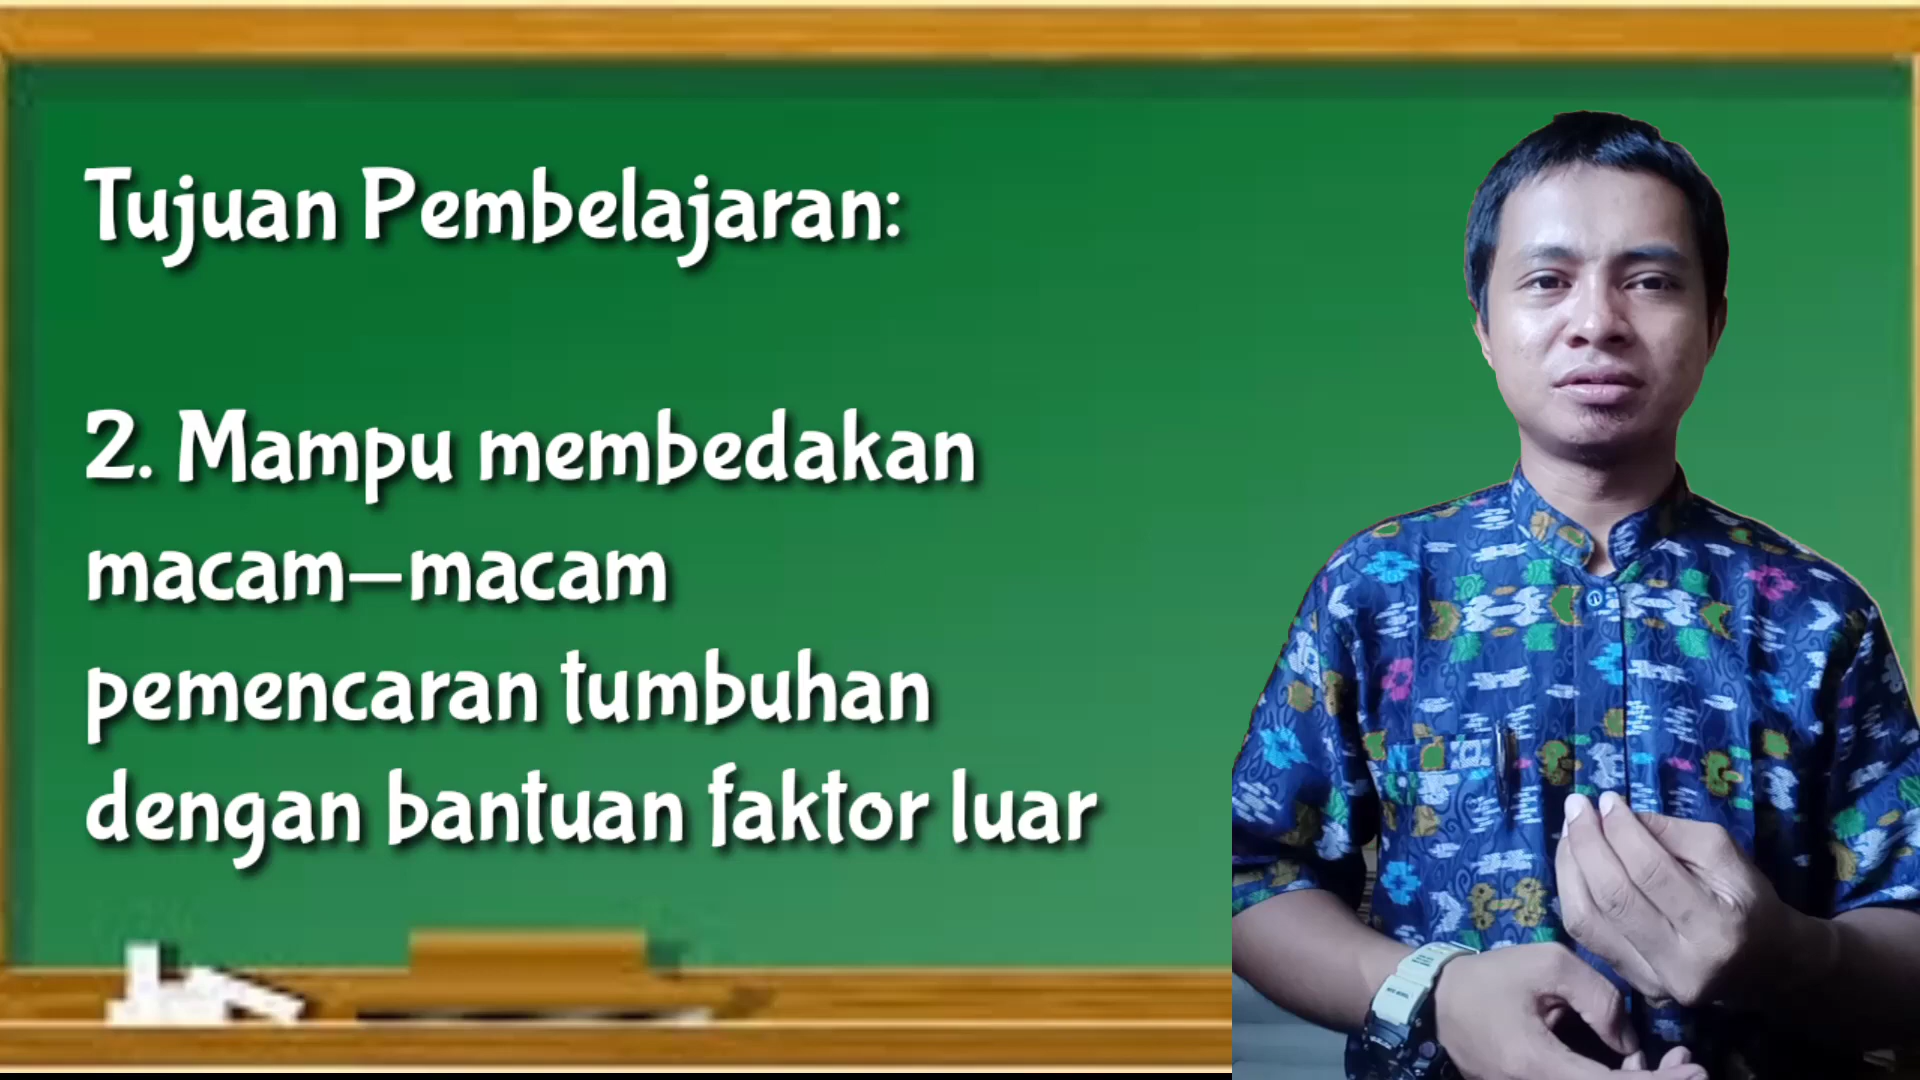 Tujuan Pembelajaran:
2. Mampu membedakan
macam-macam
pemencaran tumbuhan
dengan bantuan faktor luar